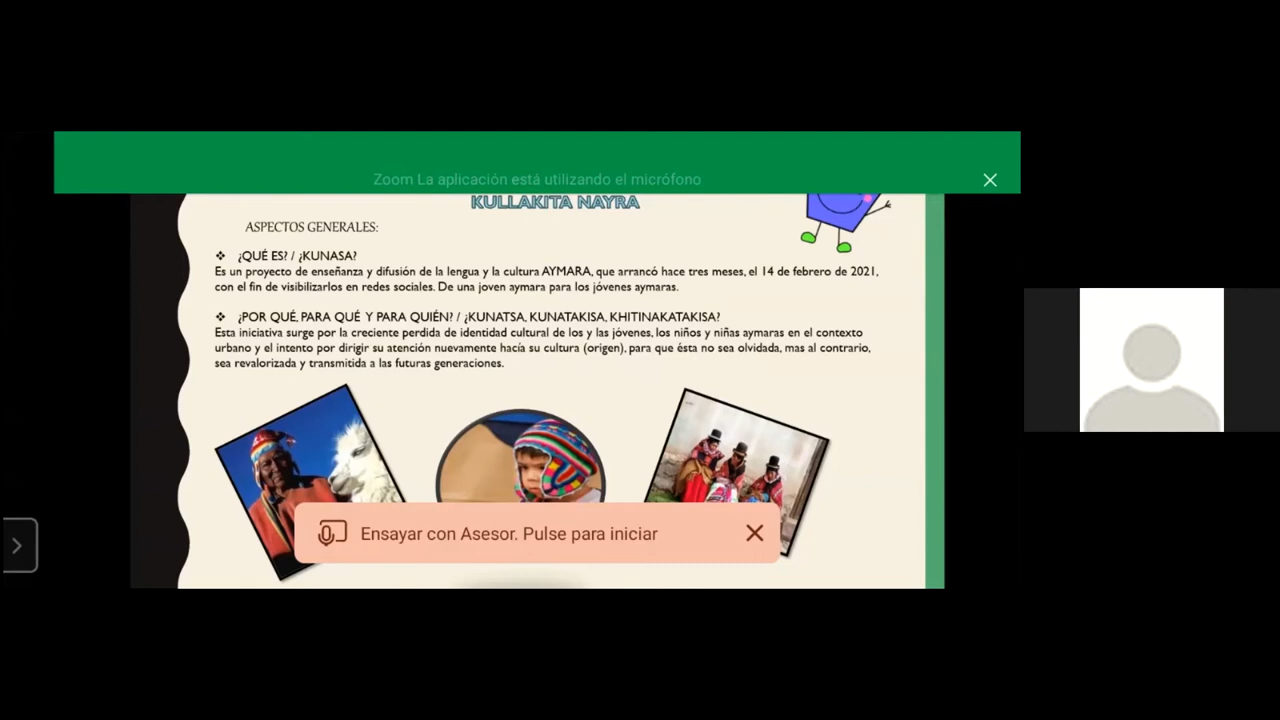 Zoom La aplicación está utilizando el micrófono
KULLAKITA NAYRA
ASPECTOS GENERALES:
❖ ¿QUÉ ES? / ¿KUNASA?
Es un proyecto de enseñanza y difusión de la lengua y la cultura AYMARA, que arrancó hace tres meses, el 14 de febrero de 2021,
con el fin de visibilizarlos en redes sociales. De una joven aymara para los jóvenes aymaras.
❖ ¿POR QUÉ, PARA QUÉ Y PARA QUIÉN? / ¿KUNATSA, KUNATAKISA, KHITINAKATAKISA?
Esta iniciativa surge por la creciente perdida de identidad cultural de los y las jóvenes, los niños y niñas aymaras en el contexto
urbano y el intento por dirigir su atención nuevamente hacía su cultura (origen), para que ésta no sea olvidada, mas al contrario,
sea revalorizada y transmitida a las futuras generaciones.
Ensayar con Asesor. Pulse para iniciar